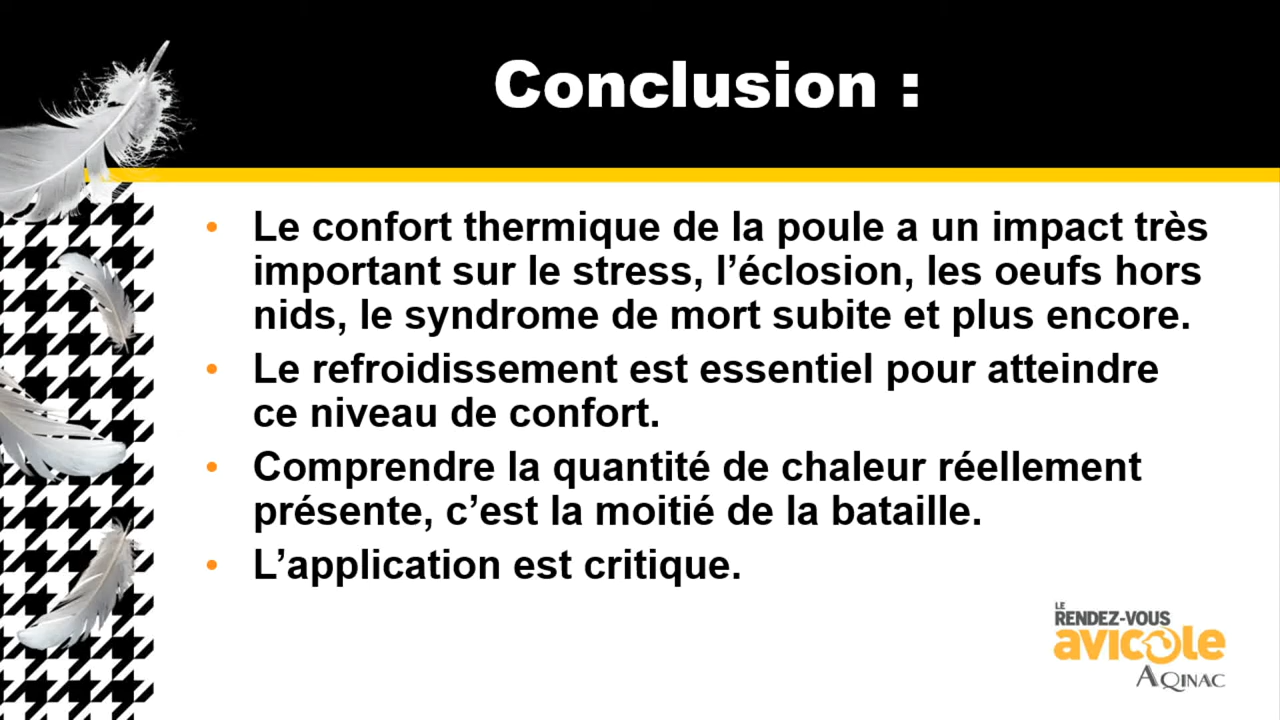 Conclusion :
• Le confort thermique de la poule a un impact très
important sur le stress, l’éclosion, les oeufs hors
nids, le syndrome de mort subite et plus encore.
• Le refroidissement est essentiel pour atteindre
ce niveau de confort.
• Comprendre la quantité de chaleur réellement
présente, c’est la moitié de la bataille.
• L’application est critique.
LE
RENDEZ-VOUS
avicole
AQINAC